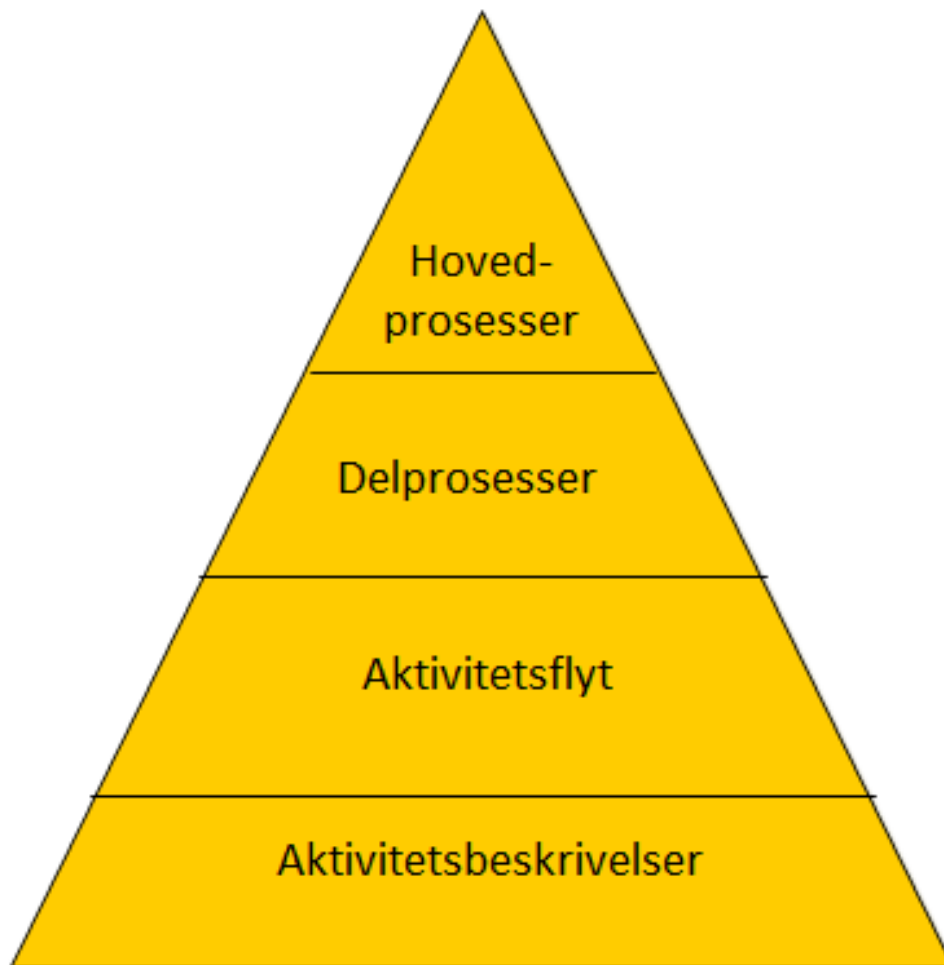 Hoved-
prosesser
Delprosesser
Aktivitetsflyt
Aktivitetsbeskrivelser